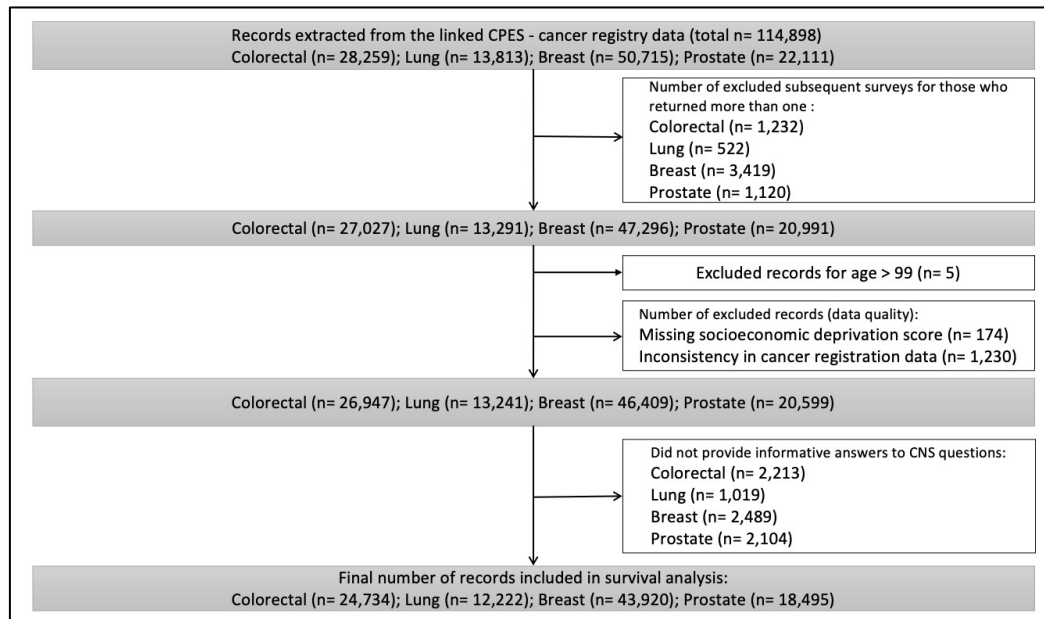 Records extracted from the linked CPES - cancer registry data (total n= 114,898)
Colorectal (n= 28,259); Lung (n= 13,813); Breast (n= 50,715); Prostate (n= 22,111)
Number of excluded subsequent surveys for those who
returned more than one :
Colorectal (n= 1,232)
Lung (n= 522)
Breast (n= 3,419)
Prostate (n= 1,120)
Colorectal (n= 27,027); Lung (n= 13,291); Breast (n= 47,296); Prostate (n= 20,991)
Excluded records for age > 99 (n= 5)
Number of excluded records (data quality):
Missing socioeconomic deprivation score (n= 174)
Inconsistency in cancer registration data (n= 1,230)
Colorectal (n= 26,947); Lung (n= 13,241); Breast (n= 46,409); Prostate (n= 20,599)
Did not provide informative answers to CNS questions:
Colorectal (n= 2,213)
Lung (n= 1,019)
Breast (n= 2,489)
Prostate (n= 2,104)
Final number of records included in survival analysis:
Colorectal (n= 24,734); Lung (n= 12,222); Breast (n= 43,920); Prostate (n= 18,495)